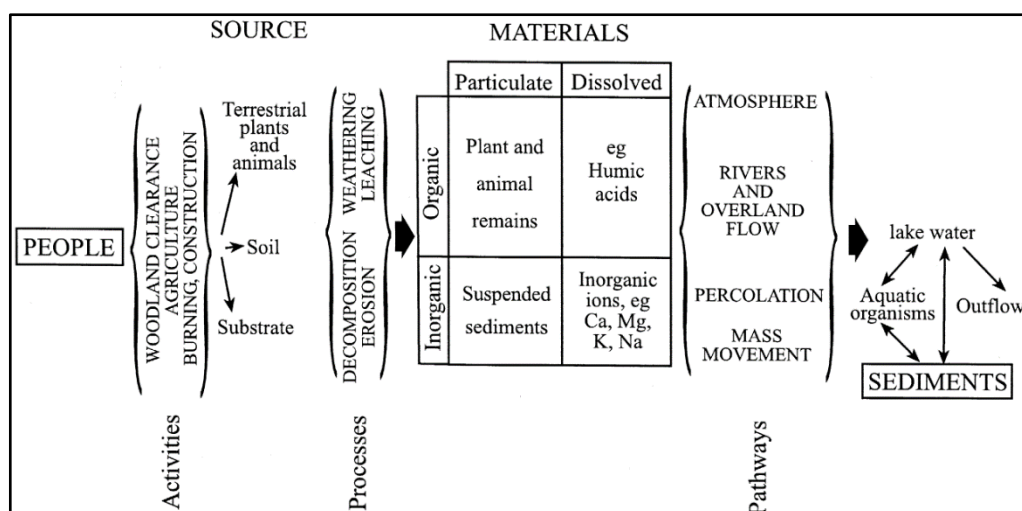 SOURCE
MATERIALS
PEOPLE
WOODLAND CLEARANCE
AGRICULTURE
BURNING, CONSTRUCTION
Activities
Terrestrial
plants
and
animals
Soil
Substrate
DECOMPOSITION WEATHERING
EROSION LEACHING
Processes
Particulate
Dissolved
Organic
Plant and
animal
remains
eg
Humic
acids
Inorganic
Suspended
sediments
Inorganic
ions, eg
Ca, Mg,
K, Na
ATMOSPHERE
RIVERS
AND
OVERLAND
FLOW
PERCOLATION
MASS
MOVEMENT
Pathways
lake water
Aquatic
organisms
Outflow
SEDIMENTS